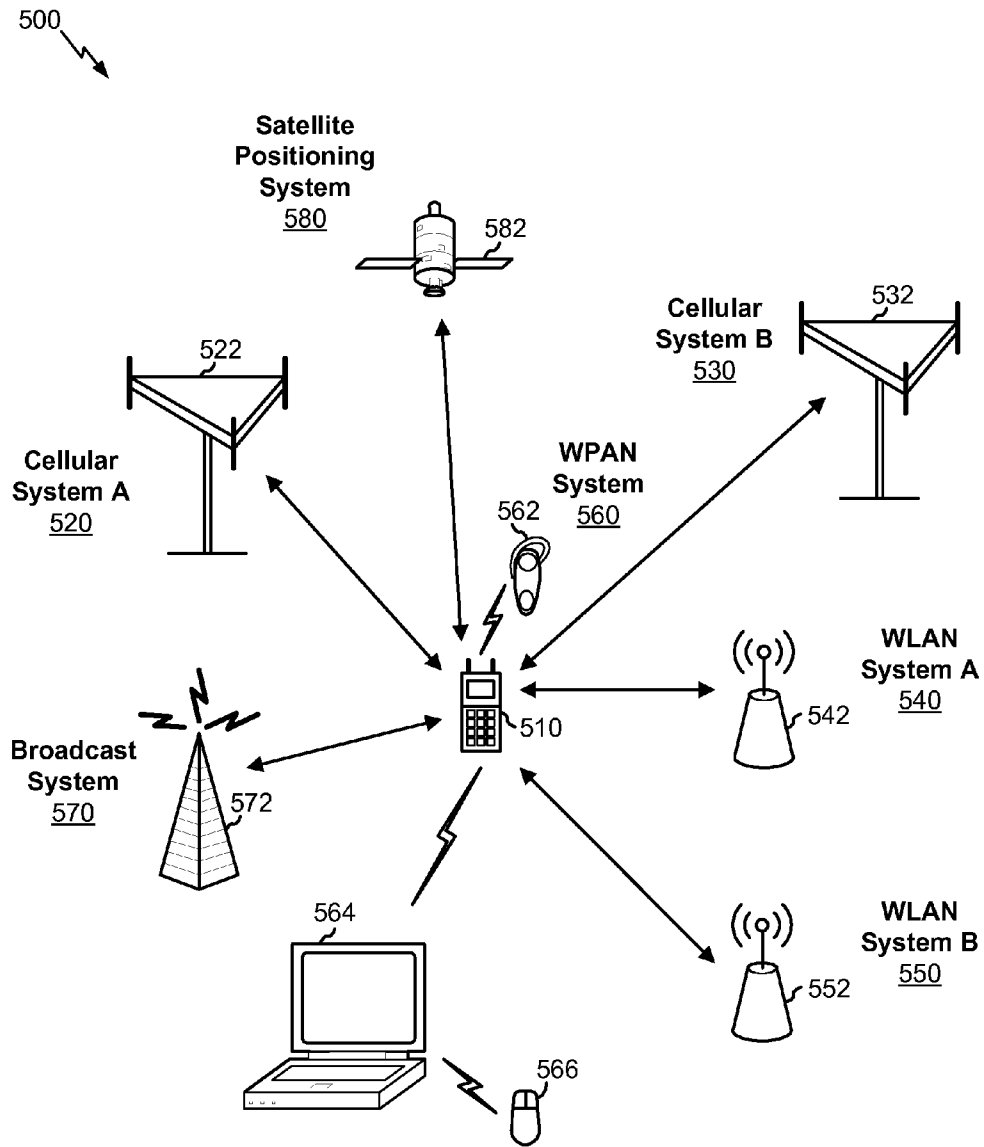 500
Satellite
Positioning
System
580
582
Cellular
System B
530
532
522
Cellular
System A
520
WPAN
System
560
562
WLAN
System A
540
542
510
Broadcast
System
570
572
564
WLAN
System B
550
552
566